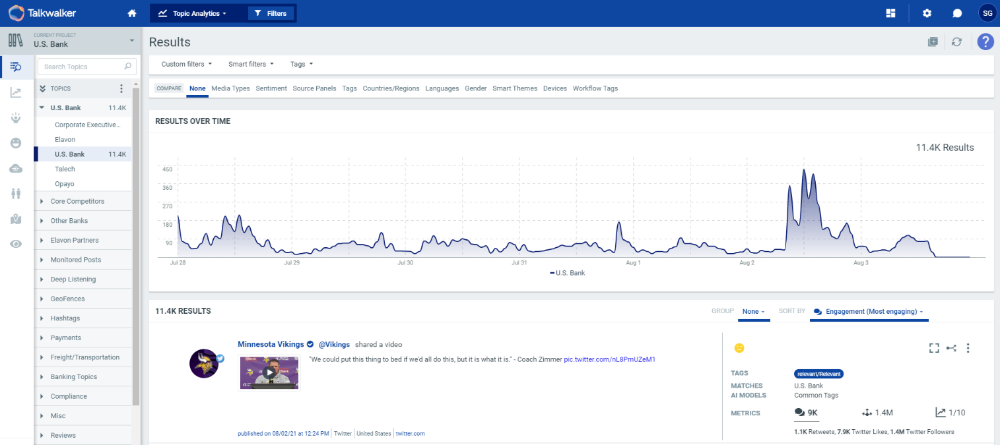 Talkwalker
Topic Analytics
Filters
SG
CURRENT PROJECT
U.S. Bank
Results
?
Search Topics
Custom filters
Smart filters
Tags
TOPICS
COMPARE None Media Types Sentiment Source Panels Tags Countries/Regions Languages Gender Smart Themes Devices Workflow Tags
U.S. Bank 11.4K
Corporate Executive...
Elavon
U.S. Bank 11.4K
Talech
Opayo
Core Competitors
Other Banks
Elavon Partners
Monitored Posts
Deep Listening
GeoFences
Hashtags
Payments
Freight/Transportation
Banking Topics
Compliance
Misc
Reviews
RESULTS OVER TIME
11.4K Results
450
360
270
180
90
Jul 28 Jul 29 Jul 30 Jul 31 Aug 1 Aug 2 Aug 3
U.S. Bank
11.4K RESULTS
GROUP None SORT BY Engagement (Most engaging)
Minnesota Vikings @Vikings shared a video
"We could put this thing to bed if we'd all do this, but it is what it is." - Coach Zimmer pic.twitter.com/nL8PmUZeM1
published on 08/02/21 at 12:24 PM Twitter United States twitter.com
TAGS relevant/Relevant
MATCHES U.S. Bank
AI MODELS Common Tags
METRICS 9K 1.4M 1/10
1.1K Retweets, 7.9K Twitter Likes, 1.4M Twitter Followers